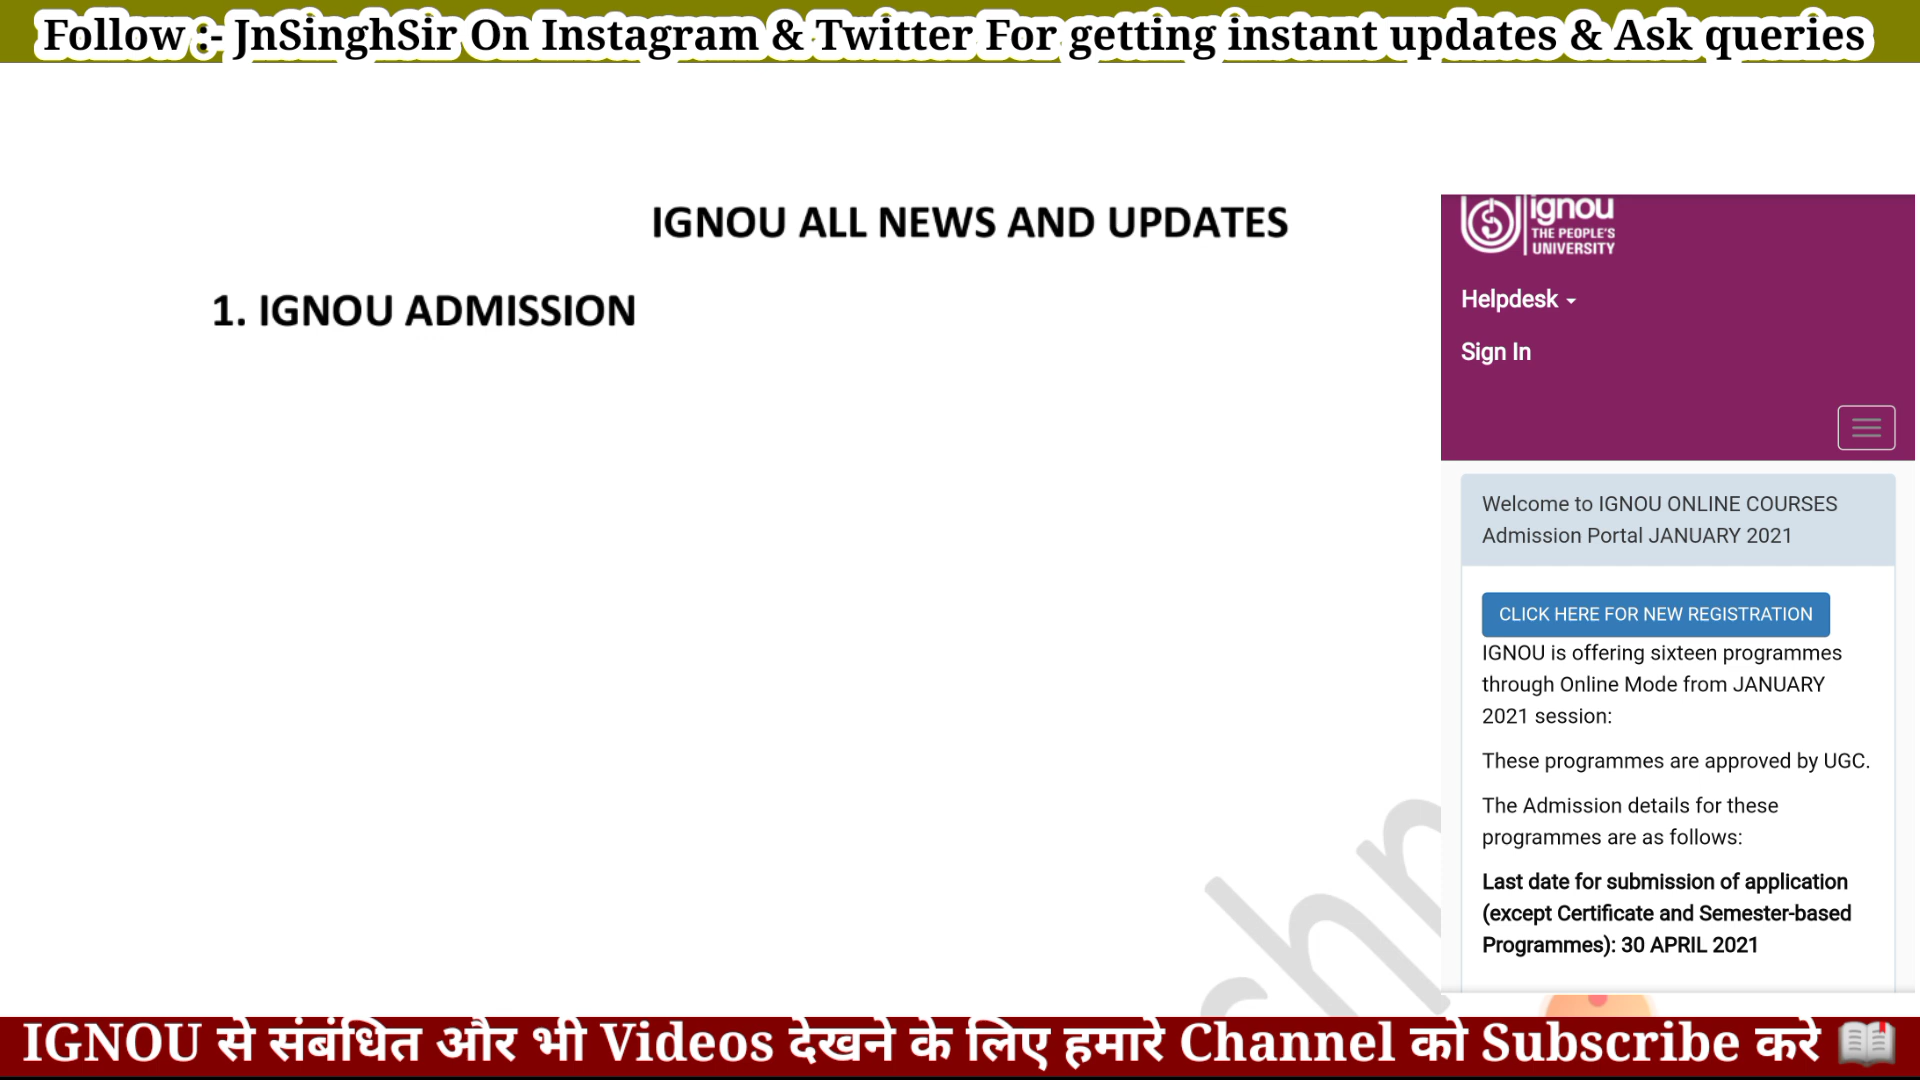 Follow :- JnSinghSir On Instagram & Twitter For getting instant updates & Ask queries
IGNOU ALL NEWS AND UPDATES
1. IGNOU ADMISSION
ignou
THE PEOPLE'S
UNIVERSITY
Helpdesk
Sign In
Welcome to IGNOU ONLINE COURSES
Admission Portal JANUARY 2021
CLICK HERE FOR NEW REGISTRATION
IGNOU is offering sixteen programmes
through Online Mode from JANUARY
2021 session:
These programmes are approved by UGC.
The Admission details for these
programmes are as follows:
Last date for submission of application
(except Certificate and Semester-based
Programmes): 30 APRIL 2021
IGNOU से संबंधित और भी Videos देखने के लिए हमारे Channel को Subscribe करे